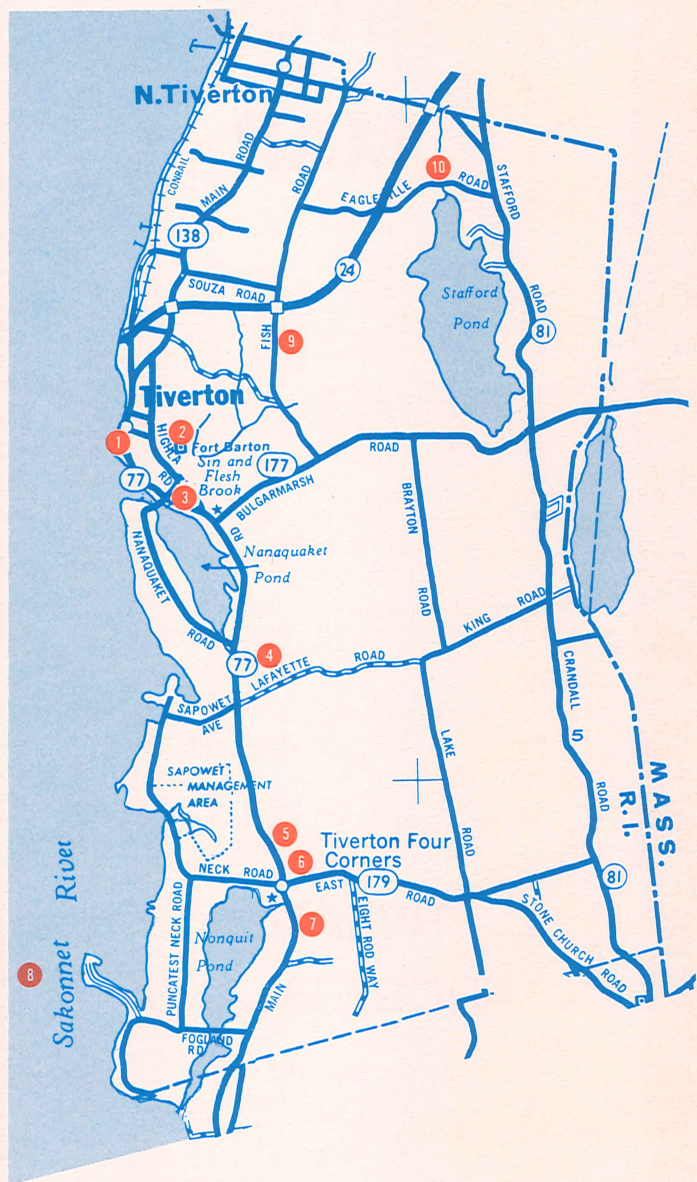 N.Tiverton
CONRAIL
MAIN ROAD
ROAD
10
EAGLEVILLE ROAD
STAFFORD
ROAD
138
24
SOUZA ROAD
Stafford
Pond
81
FISH
9
Tiverton
1
2
HIGHLA
RD
Fort Barton
Sin and
Flesh
Brook
177
77
3
BULGARMARSH
ROAD
RD
BRAYTON
ROAD
NANAQUAKET
ROAD
Nanaquaket
Pond
KING ROAD
4
77
LAFAYETTE ROAD
SAPOWET
AVE
CRANDALL
5
ROAD
LAKE
ROAD
MASS.
R.I.
SAPOWET
MANAGEMENT
AREA
5
6
Tiverton Four
Corners
NECK ROAD
EAST
179
ROAD
81
Sakonnet River
PUNCATEST NECK ROAD
Nonquit
Pond
7
EIGHT ROD WAY
STONE CHURCH ROAD
8
MAIN
FOGLAND
RD